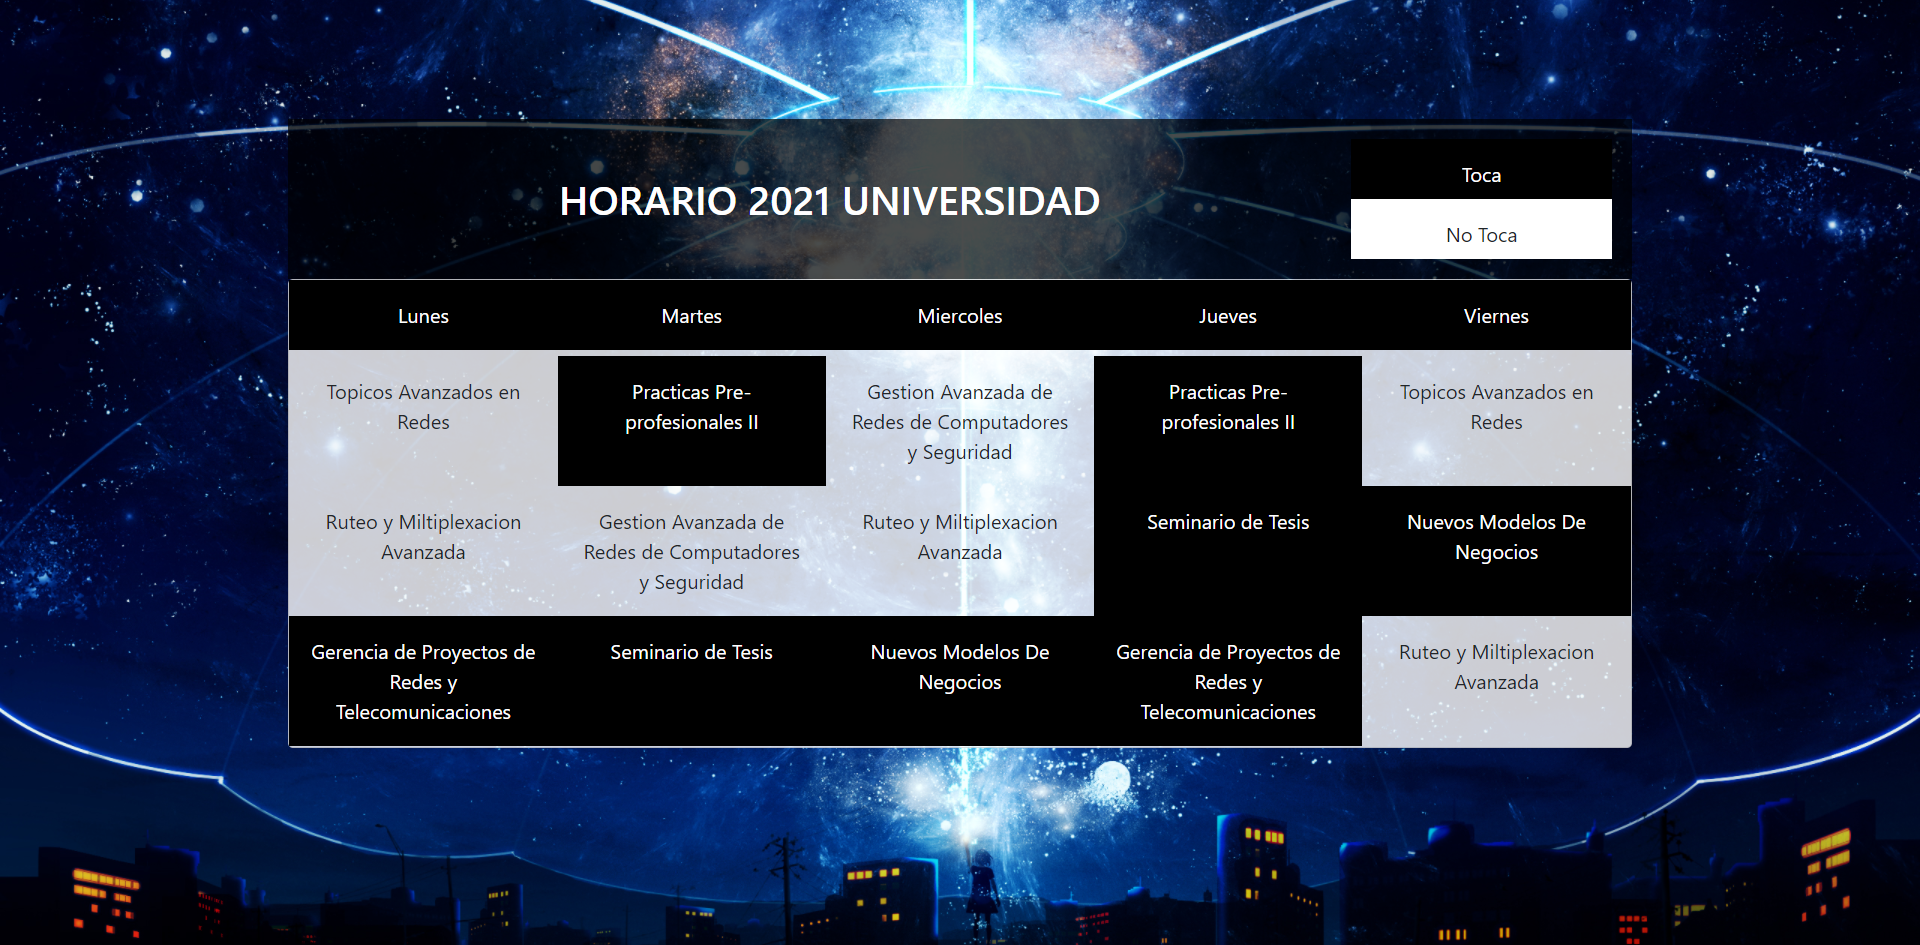 HORARIO 2021 UNIVERSIDAD
Toca
No Toca
Lunes
Martes
Miercoles
Jueves
Viernes
Topicos Avanzados en
Redes
Practicas Pre-
profesionales II
Gestion Avanzada de
Redes de Computadores
y Seguridad
Practicas Pre-
profesionales II
Topicos Avanzados en
Redes
Ruteo y Miltiplexacion
Avanzada
Gestion Avanzada de
Redes de Computadores
y Seguridad
Ruteo y Miltiplexacion
Avanzada
Seminario de Tesis
Nuevos Modelos De
Negocios
Gerencia de Proyectos de
Redes y
Telecomunicaciones
Seminario de Tesis
Nuevos Modelos De
Negocios
Gerencia de Proyectos de
Redes y
Telecomunicaciones
Ruteo y Miltiplexacion
Avanzada